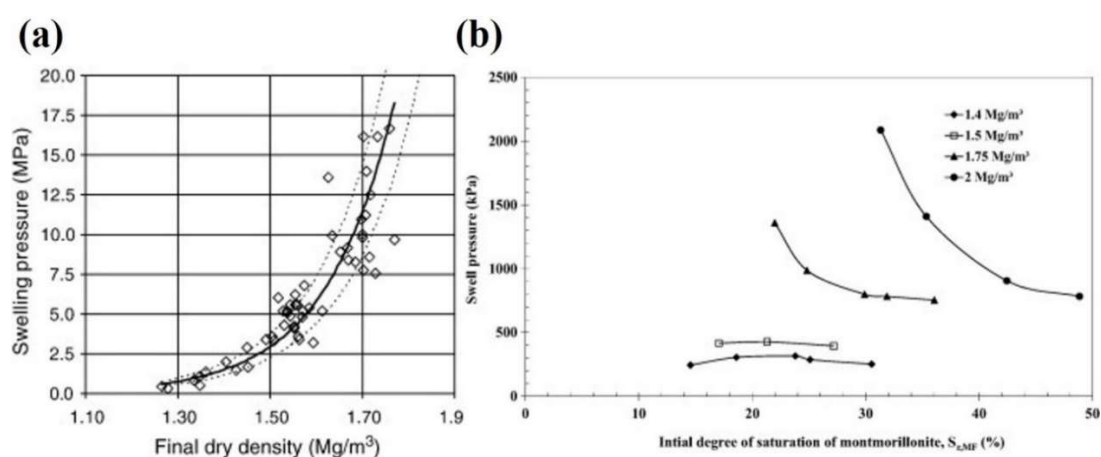 (a)
20.0
17.5
15.0
12.5
10.0
7.5
5.0
2.5
0.0
Swelling pressure (MPa)
1.10 1.30 1.50 1.70 1.9
Final dry density (Mg/m³)
(b)
2500
2000
1500
1000
500
0
Swell pressure (kPa)
1.4 Mg/m³
1.5 Mg/m³
1.75 Mg/m³
2 Mg/m³
0 10 20 30 40 50
Intial degree of saturation of montmorillonite, Sr,MF (%)